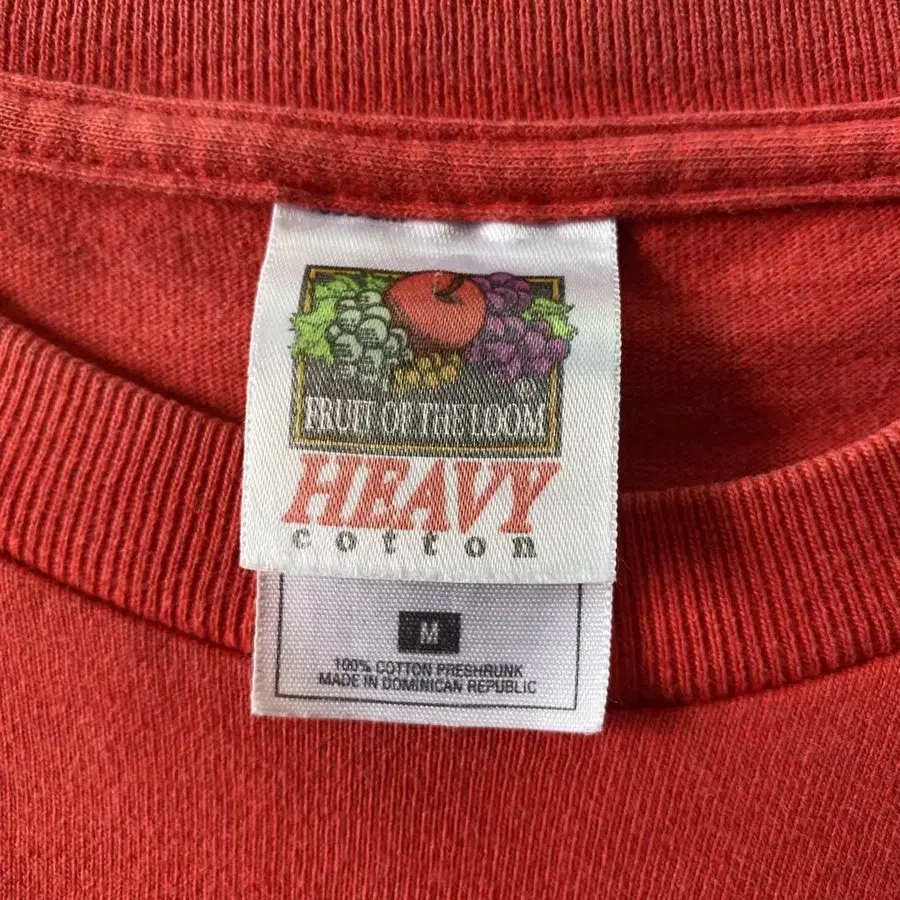 ®
FRUIT OF THE LOOM
HEAVY
cotton
M
100% COTTON PRESHRUNK
MADE IN DOMINICAN REPUBLIC